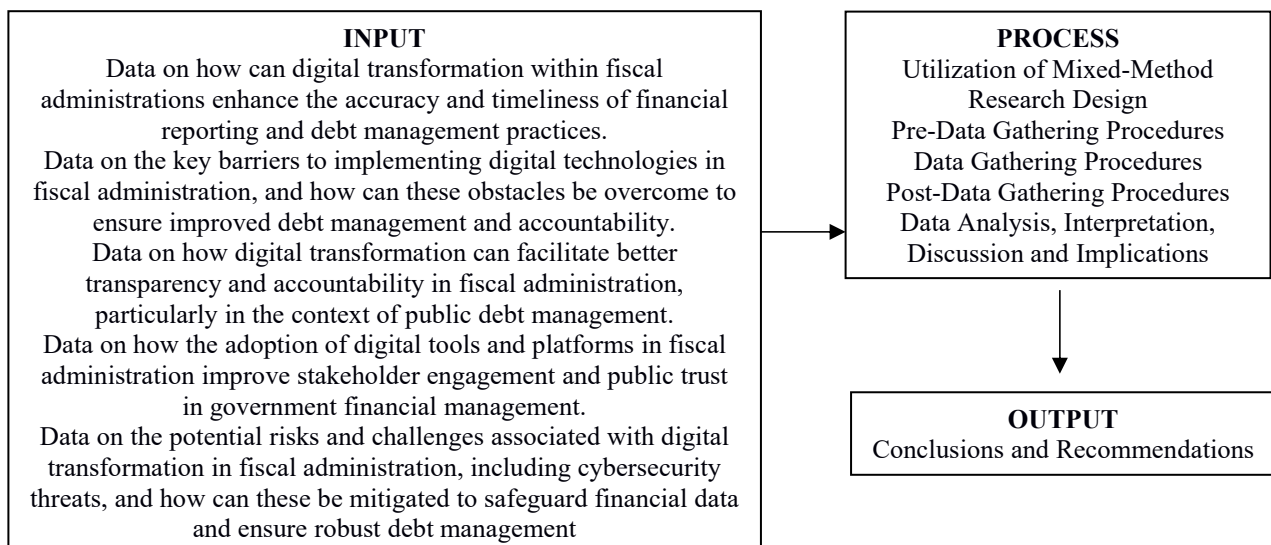 INPUT
Data on how can digital transformation within fiscal
administrations enhance the accuracy and timeliness of financial
reporting and debt management practices.
Data on the key barriers to implementing digital technologies in
fiscal administration, and how can these obstacles be overcome to
ensure improved debt management and accountability.
Data on how digital transformation can facilitate better
transparency and accountability in fiscal administration,
particularly in the context of public debt management.
Data on how the adoption of digital tools and platforms in fiscal
administration improve stakeholder engagement and public trust
in government financial management.
Data on the potential risks and challenges associated with digital
transformation in fiscal administration, including cybersecurity
threats, and how can these be mitigated to safeguard financial data
and ensure robust debt management
PROCESS
Utilization of Mixed-Method
Research Design
Pre-Data Gathering Procedures
Data Gathering Procedures
Post-Data Gathering Procedures
Data Analysis, Interpretation,
Discussion and Implications
OUTPUT
Conclusions and Recommendations